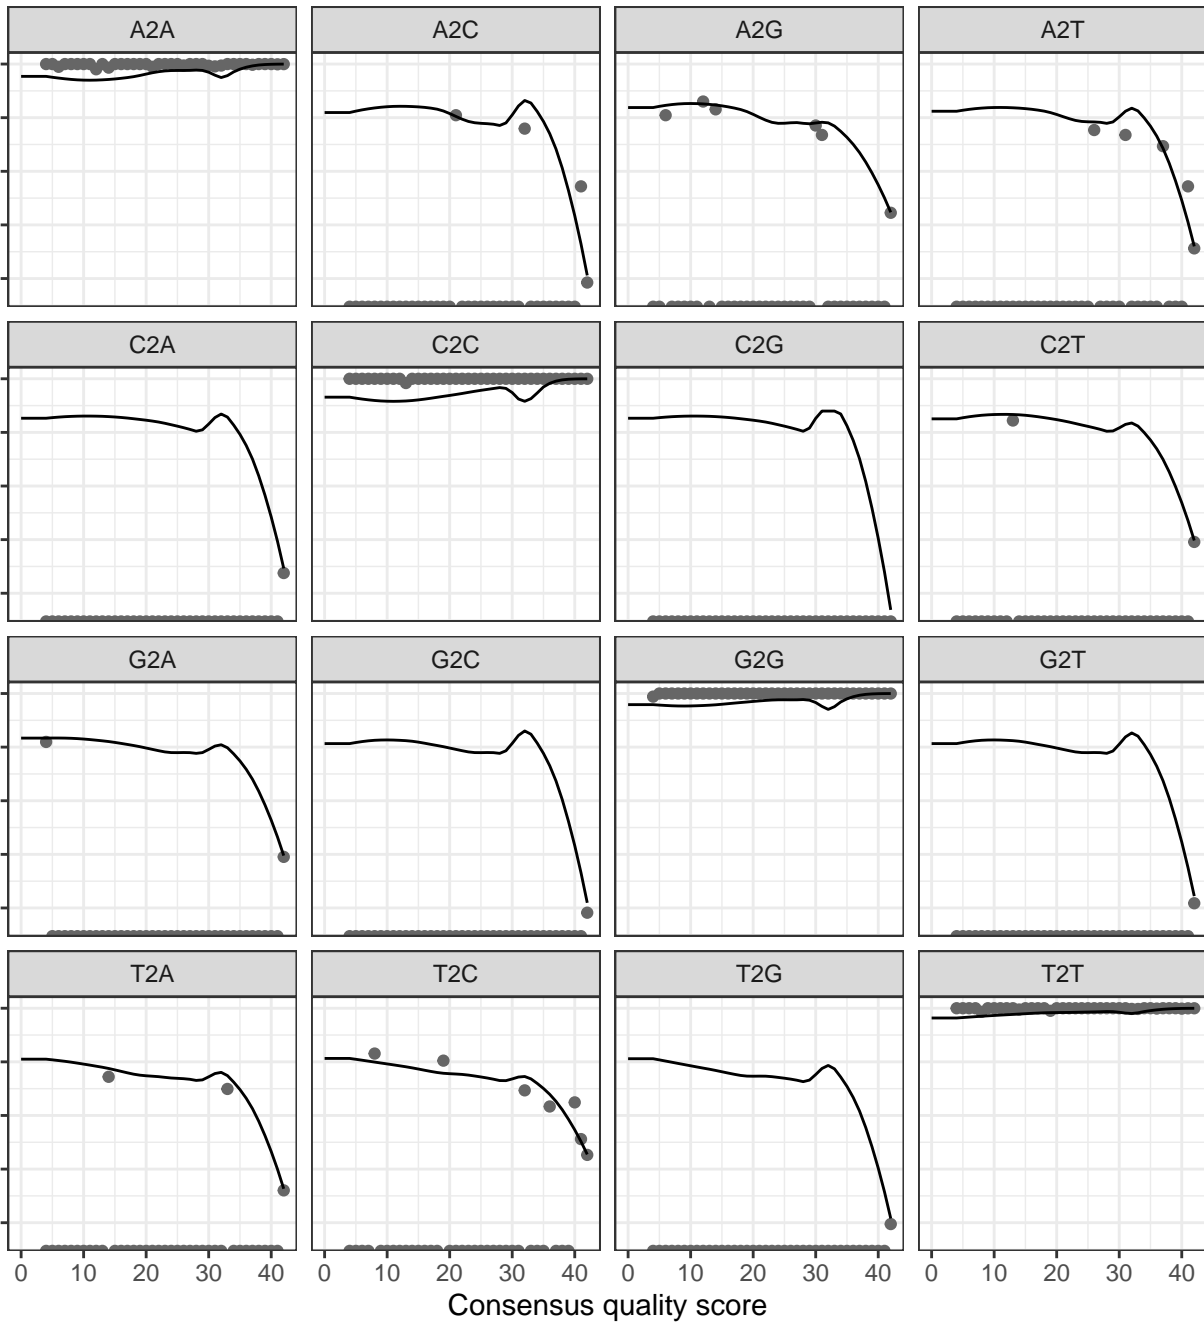 A2A A2C A2G A2T
C2A C2C C2G C2T
G2A G2C G2G G2T
T2A T2C T2G T2T
0 10 20 30 40 0 10 20 30 40 0 10 20 30 40 0 10 20 30 40
Consensus quality score